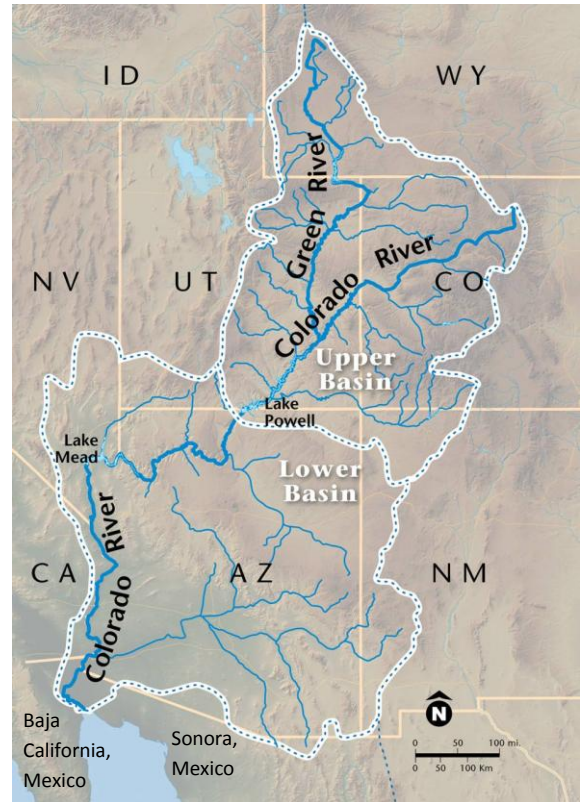 ID
WY
Green River
Colorado River
NV
UT
CO
Upper
Basin
Lake
Powell
Lake
Mead
Lower
Basin
Colorado River
CA
AZ
NM
N
Baja
California,
Mexico
Sonora,
Mexico
0 50 100 mi.
0 50 100 Km